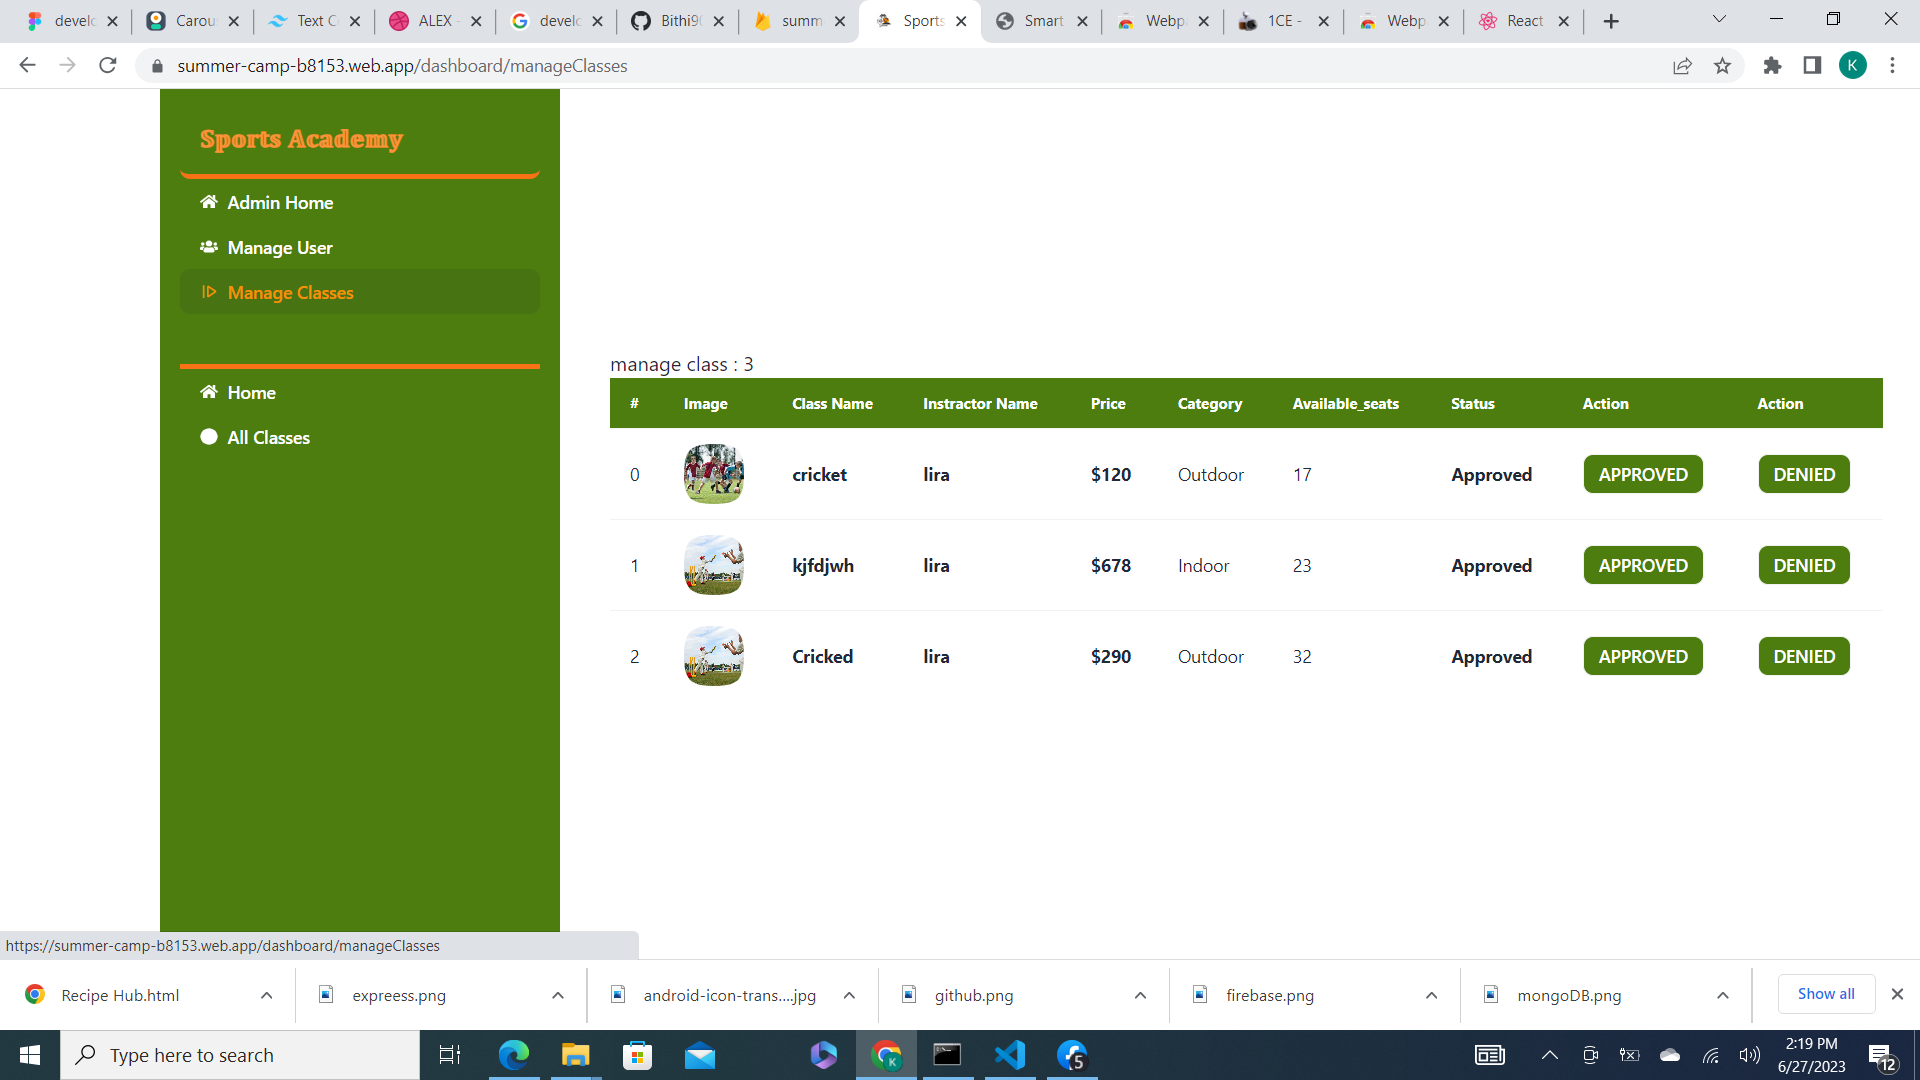 develo
Carou
Text Co
ALEX -
develo
Bithi90
summ
Sports
Smart
Webp
1CE -
Webp
React
summer-camp-b8153.web.app/dashboard/manageClasses
K
Sports Academy
Admin Home
Manage User
Manage Classes
Home
All Classes
manage class : 3
# Image Class Name Instractor Name Price Category Available_seats Status Action Action
0 cricket lira $120 Outdoor 17 Approved APPROVED DENIED
1 kjfdjwh lira $678 Indoor 23 Approved APPROVED DENIED
2 Cricked lira $290 Outdoor 32 Approved APPROVED DENIED
https://summer-camp-b8153.web.app/dashboard/manageClasses
Recipe Hub.html
expreess.png
android-icon-trans....jpg
github.png
firebase.png
mongoDB.png
Show all
Type here to search
K
5
2:19 PM
6/27/2023
12